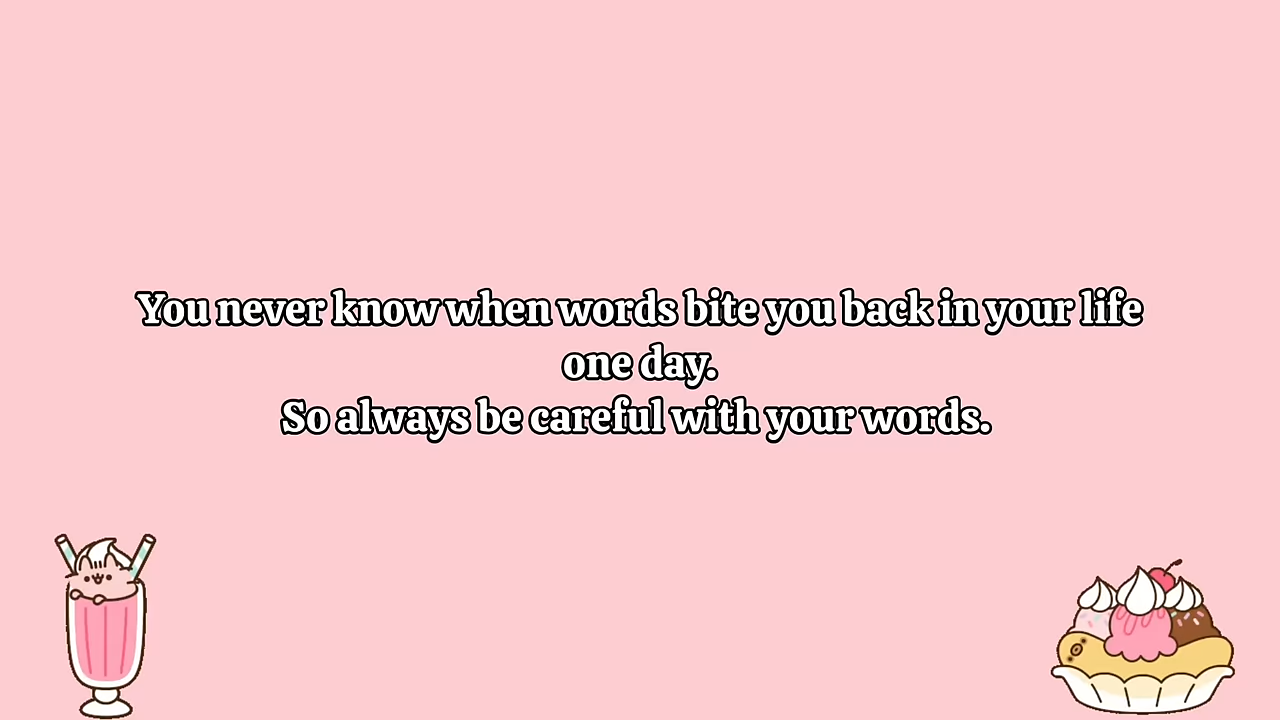 You never know when words bite you back in your life
one day.
So always be careful with your words.